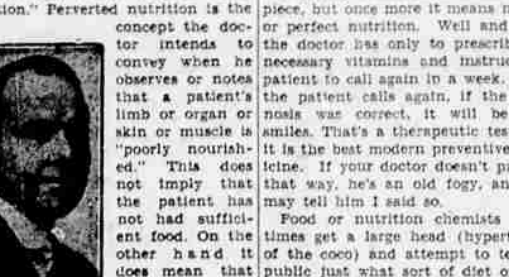 tion." Perverted nutrition is the
concept the doc-
tor intends to
convey when he
observes or notes
that a patient's
limb or organ or
skin or muscle is
"poorly nourish-
ed." This does
not imply that
the patient has
not had suffici-
ent food. On the
other hand it
does mean that
piece, but once more it means
or perfect nutrition. Well and
the doctor has only to prescrib
necessary vitamins and instruc
patient to call again in a week.
the patient calls again, if the
nosis was correct, it will be
smiles. That's a therapeutic tes
It is the best modern preventive
icine. If your doctor doesn't p
that way, he's an old fogy, an
may tell him I said so.
Food or nutrition chemists
times get a large head (hypert
of the coco) and attempt to te
public just what sort of diet o